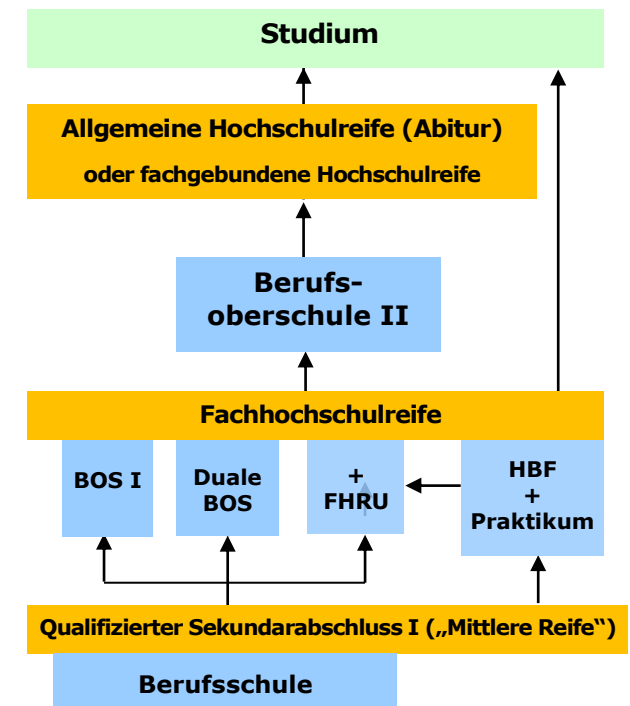 Studium
Allgemeine Hochschulreife (Abitur)
oder fachgebundene Hochschulreife
Berufs-
oberschule II
Fachhochschulreife
BOS I
Duale
BOS
+
FHRU
HBF
+
Praktikum
Qualifizierter Sekundarabschluss I („Mittlere Reife“)
Berufsschule